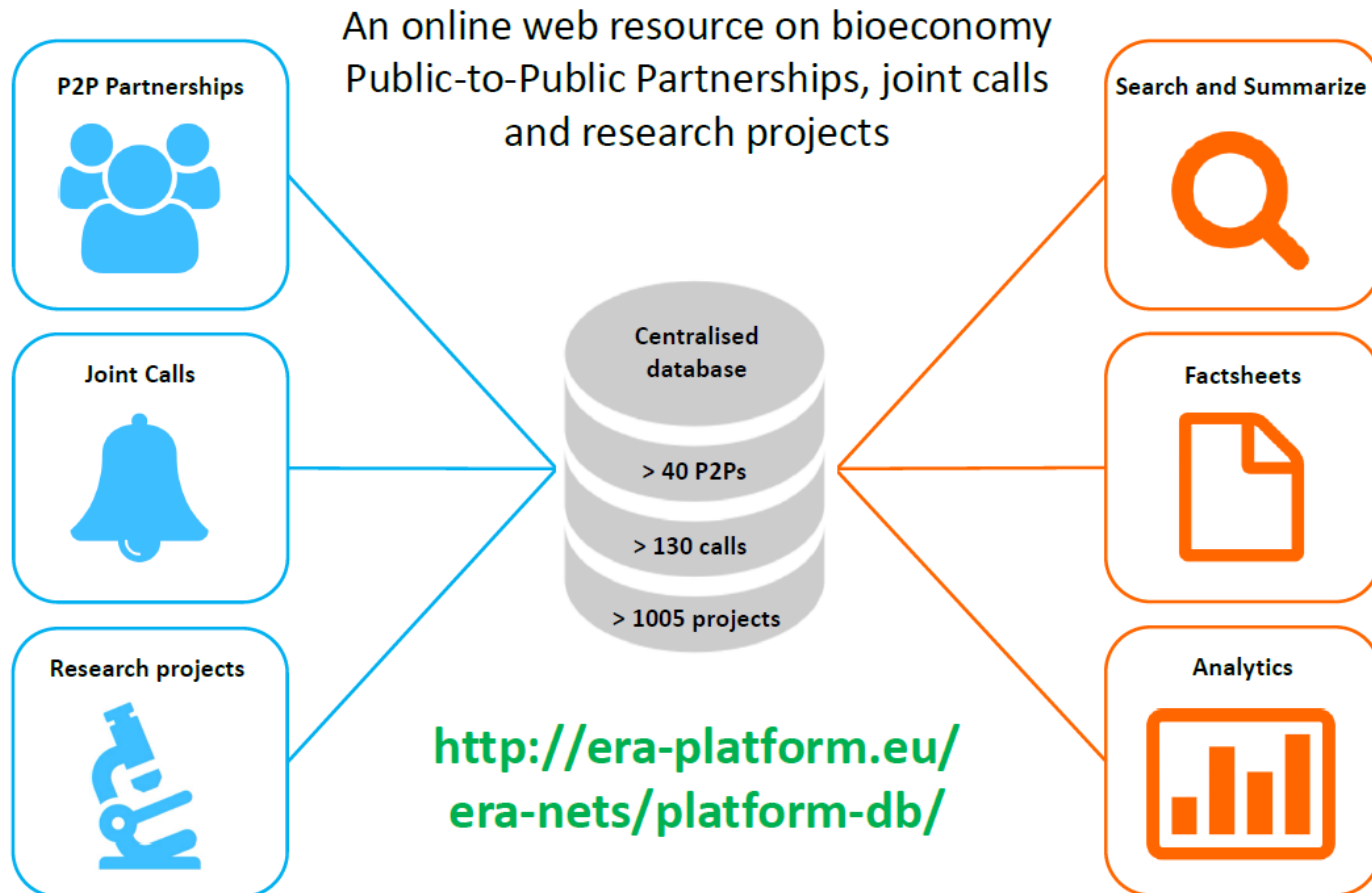 An online web resource on bioeconomy
Public-to-Public Partnerships, joint calls
and research projects
P2P Partnerships
Joint Calls
Research projects
Centralised
database
> 40 P2Ps
> 130 calls
> 1005 projects
http://era-platform.eu/
era-nets/platform-db/
Search and Summarize
Factsheets
Analytics